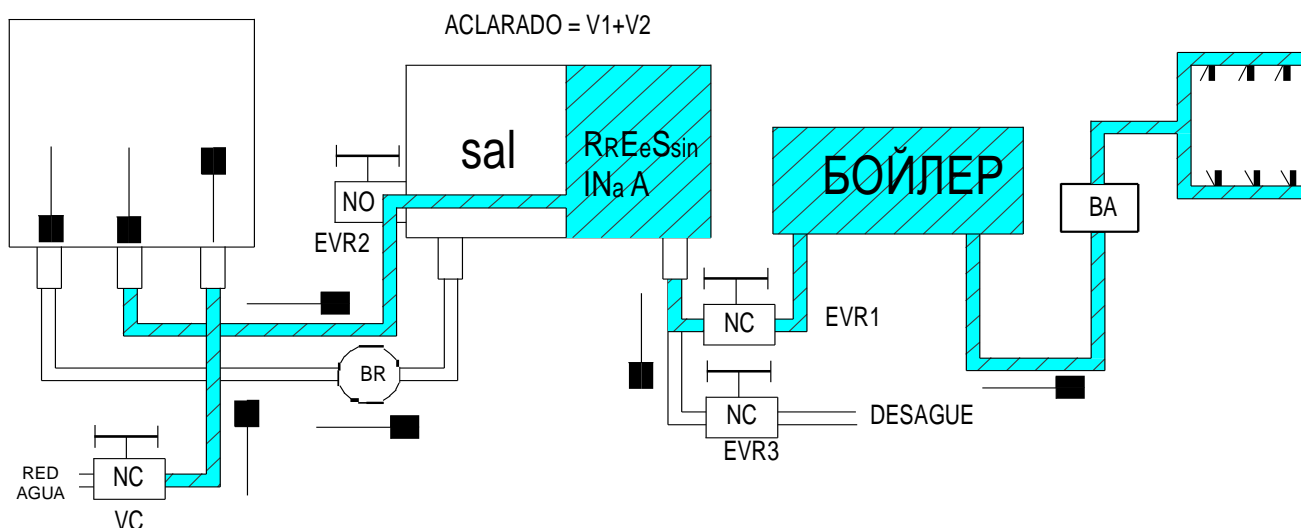 ACLARADO = V1+V2
sal
RrEeSsin
INa A
БОЙЛЕР
NO
EVR2
BA
NC
EVR1
BR
NC
DESAGUE
EVR3
RED
AGUA
NC
VC